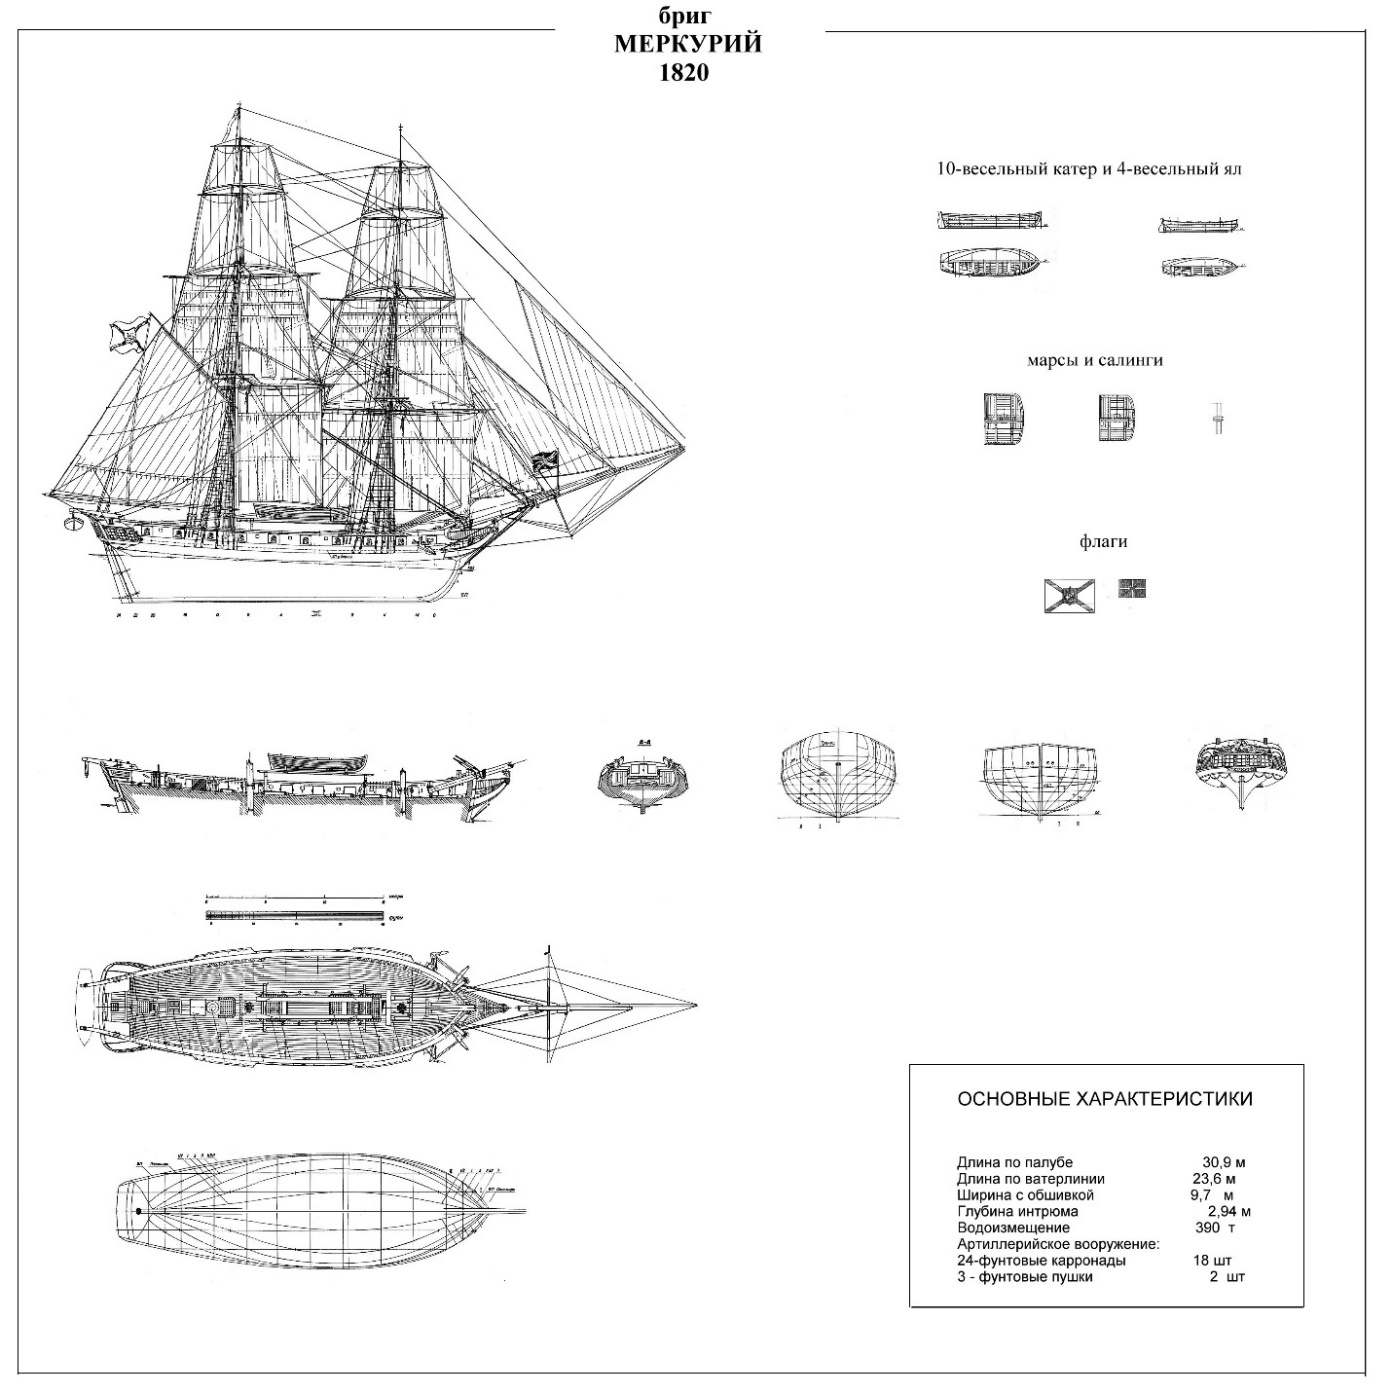 бриг
МЕРКУРИЙ
1820
10-весельный катер и 4-весельный ял
марсы и салинги
флаги
ОСНОВНЫЕ ХАРАКТЕРИСТИКИ
Длина по палубе 30,9 м
Длина по ватерлинии 23,6 м
Ширина с обшивкой 9,7 м
Глубина интрюма 2,94 м
Водоизмещение 390 т
Артиллерийское вооружение:
24-фунтовые карронады 18 шт
3 - фунтовые пушки 2 шт